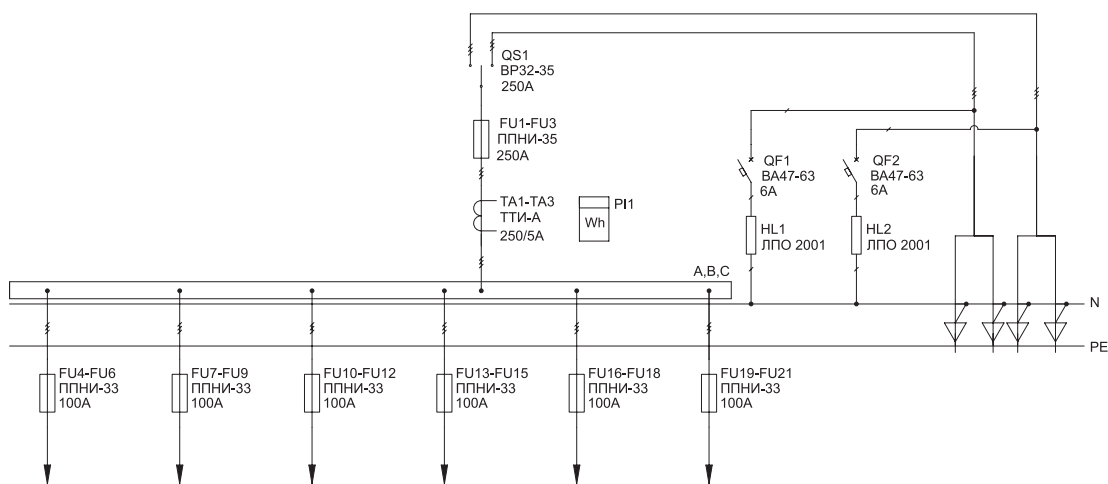 QS1
ВР32-35
250А
FU1-FU3
ППНИ-35
250А
QF1
ВА47-63
6А
QF2
ВА47-63
6А
TA1-TA3
ТТИ-А
250/5А
PI1
Wh
HL1
ЛПО 2001
HL2
ЛПО 2001
A,B,C
N
PE
FU4-FU6
ППНИ-33
100А
FU7-FU9
ППНИ-33
100А
FU10-FU12
ППНИ-33
100А
FU13-FU15
ППНИ-33
100А
FU16-FU18
ППНИ-33
100А
FU19-FU21
ППНИ-33
100А